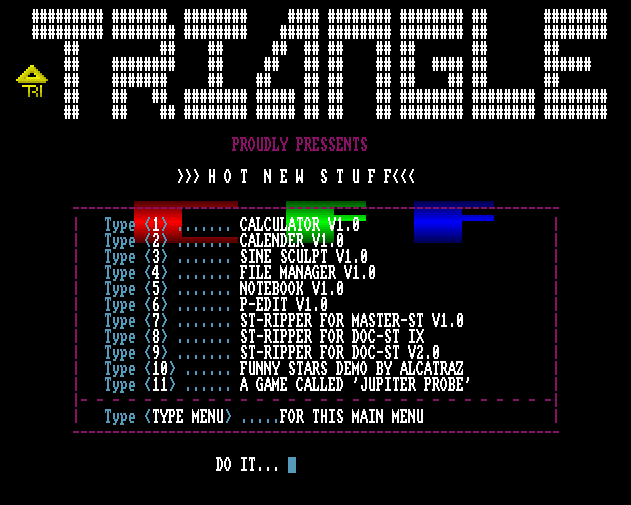 TRIANGLE
TRI
PROUDLY PRESSENTS
>>> H O T  N E W  S T U F F<<<
Type <1> ....... CALCULATOR V1.0
Type <2> ....... CALENDER V1.0
Type <3> ....... SINE SCULPT V1.0
Type <4> ....... FILE MANAGER V1.0
Type <5> ....... NOTEBOOK V1.0
Type <6> ....... P-EDIT V1.0
Type <7> ....... ST-RIPPER FOR MASTER-ST V1.0
Type <8> ....... ST-RIPPER FOR DOC-ST IX
Type <9> ....... ST-RIPPER FOR DOC-ST V2.0
Type <10> ...... FUNNY STARS DEMO BY ALCATRAZ
Type <11> ...... A GAME CALLED 'JUPITER PROBE'
Type <TYPE MENU> .....FOR THIS MAIN MENU
DO IT...